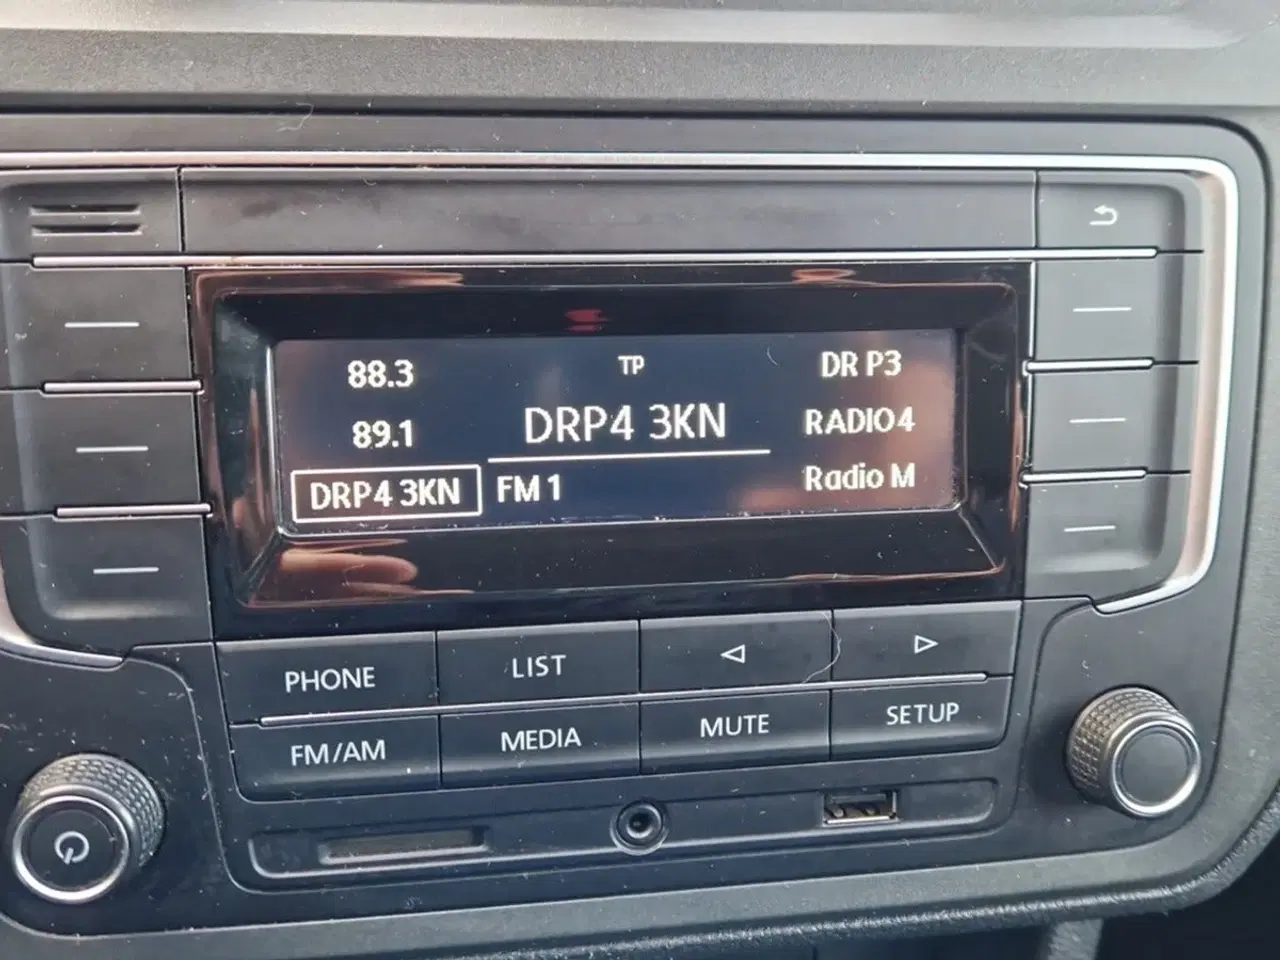 88.3
TP
DR P3
89.1
DRP4 3KN
RADIO4
DRP4 3KN
FM 1
Radio M
PHONE
LIST
FM/AM
MEDIA
MUTE
SETUP